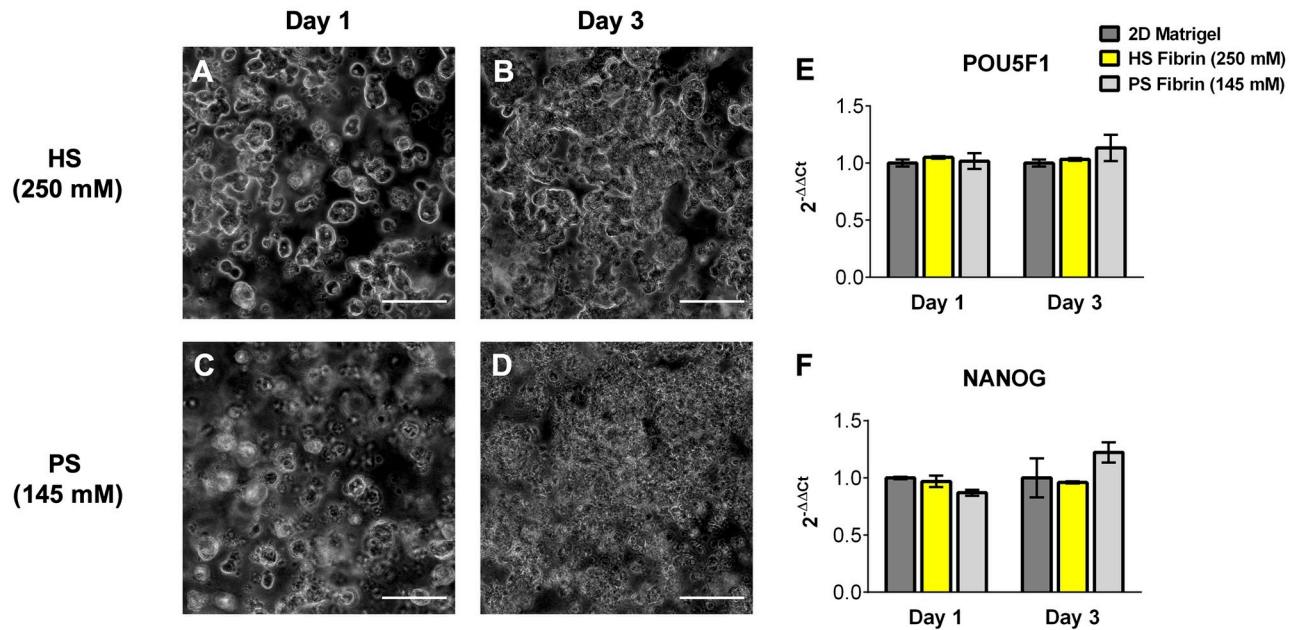 Day 1
Day 3
HS
(250 mM)
PS
(145 mM)
A
B
C
D
2D Matrigel
HS Fibrin (250 mM)
PS Fibrin (145 mM)
E
POU5F1
2-ΔΔCt
1.5
1.0
0.5
0.0
Day 1
Day 3
F
NANOG
2-ΔΔCt
1.5
1.0
0.5
0.0
Day 1
Day 3